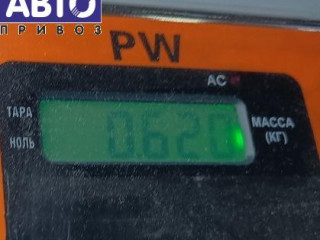 АВТО
ПРИВОЗ
PW
AC
ТАРА
НОЛЬ
0.620
МАССА
(КГ)